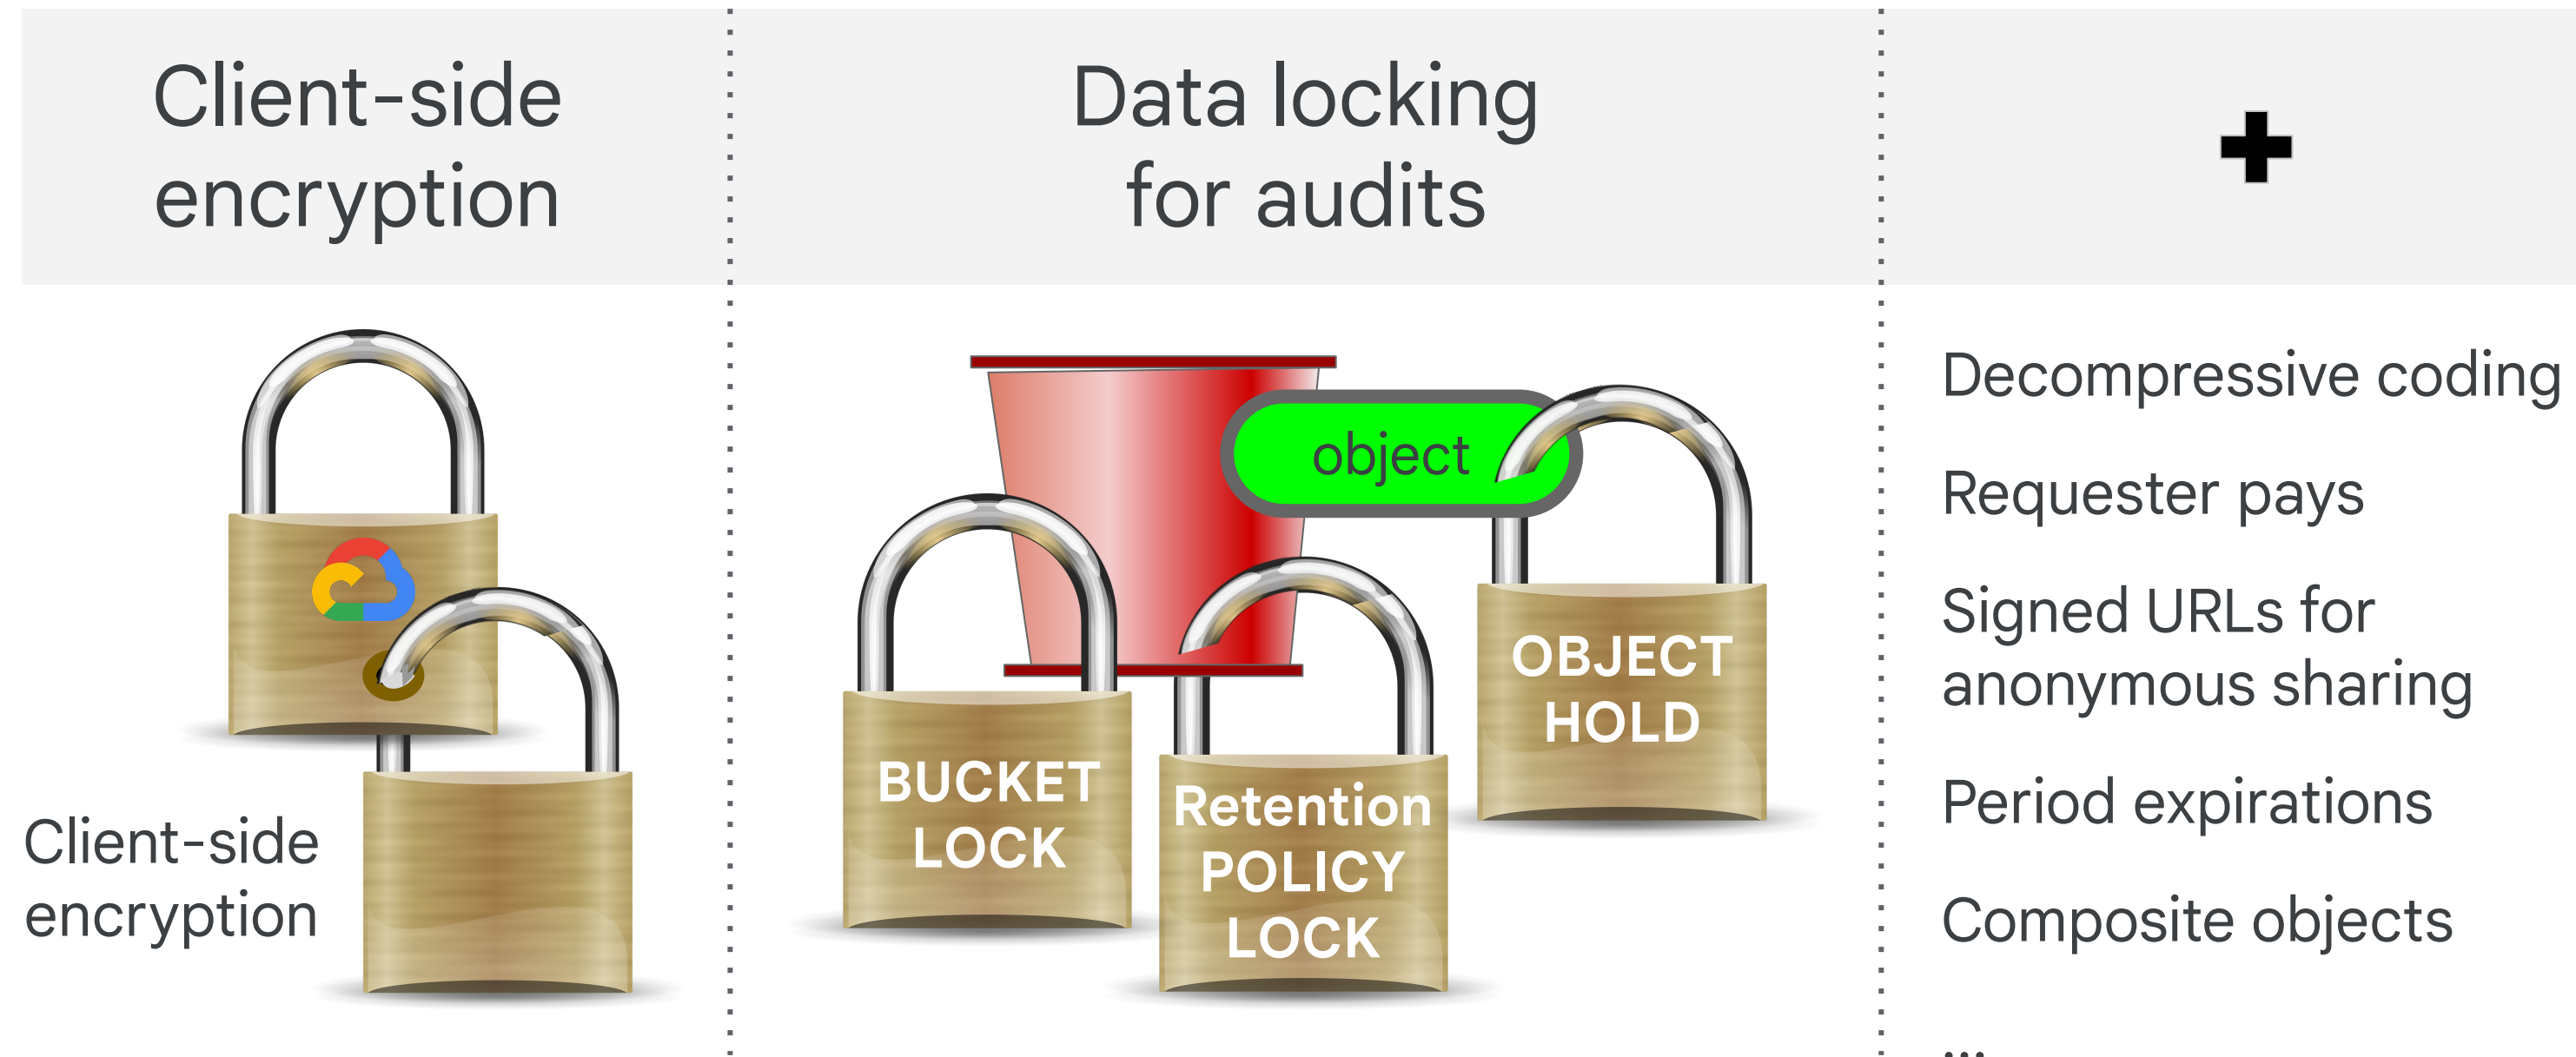 Client-side
encryption
Data locking
for audits
Client-side
encryption
object
BUCKET
LOCK
Retention
POLICY
LOCK
OBJECT
HOLD
Decompressive coding
Requester pays
Signed URLs for
anonymous sharing
Period expirations
Composite objects
...